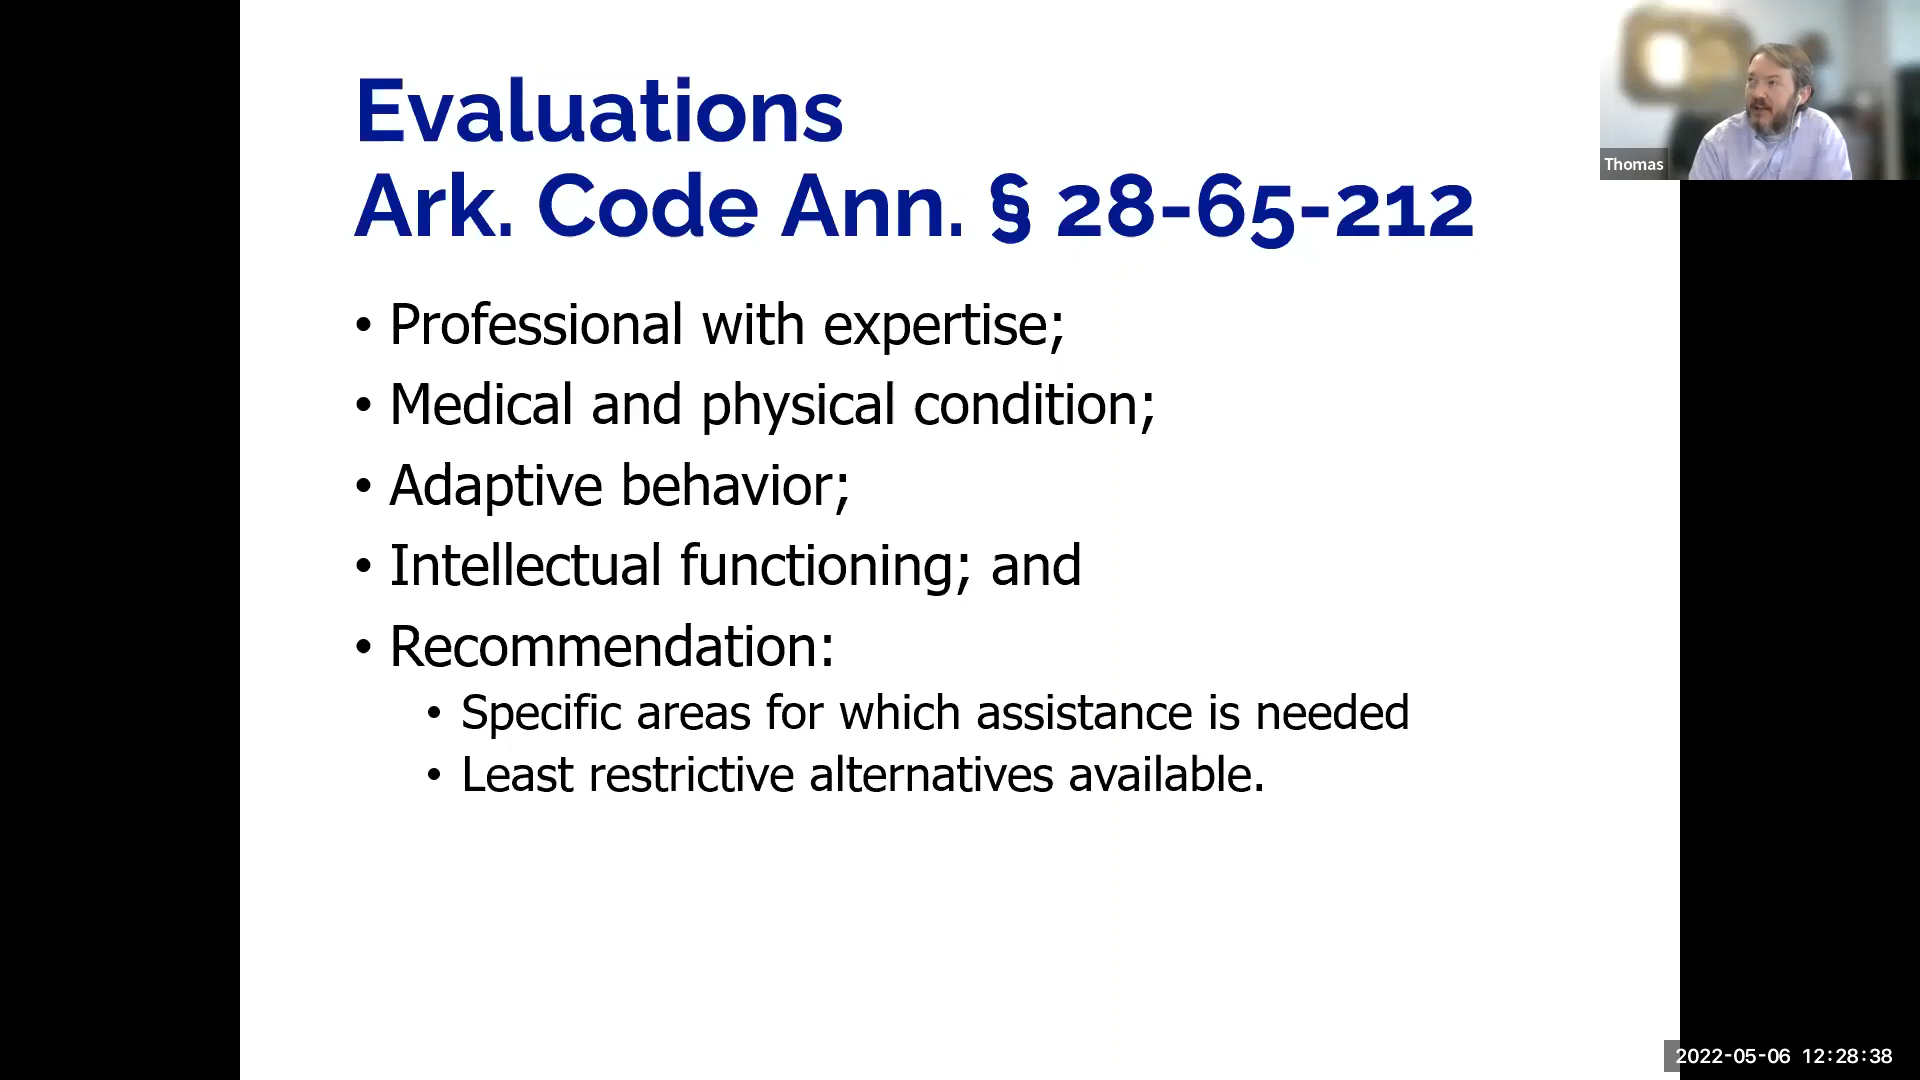 Evaluations
Ark. Code Ann. § 28-65-212
• Professional with expertise;
• Medical and physical condition;
• Adaptive behavior;
• Intellectual functioning; and
• Recommendation:
• Specific areas for which assistance is needed
• Least restrictive alternatives available.
Thomas
2022-05-06 12:28:38